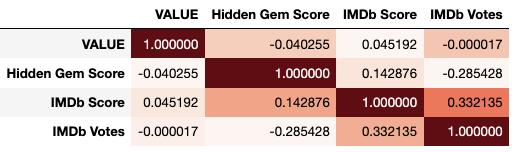 VALUE Hidden Gem Score IMDb Score IMDb Votes
VALUE 1.000000 -0.040255 0.045192 -0.000017
Hidden Gem Score -0.040255 1.000000 0.142876 -0.285428
IMDb Score 0.045192 0.142876 1.000000 0.332135
IMDb Votes -0.000017 -0.285428 0.332135 1.000000